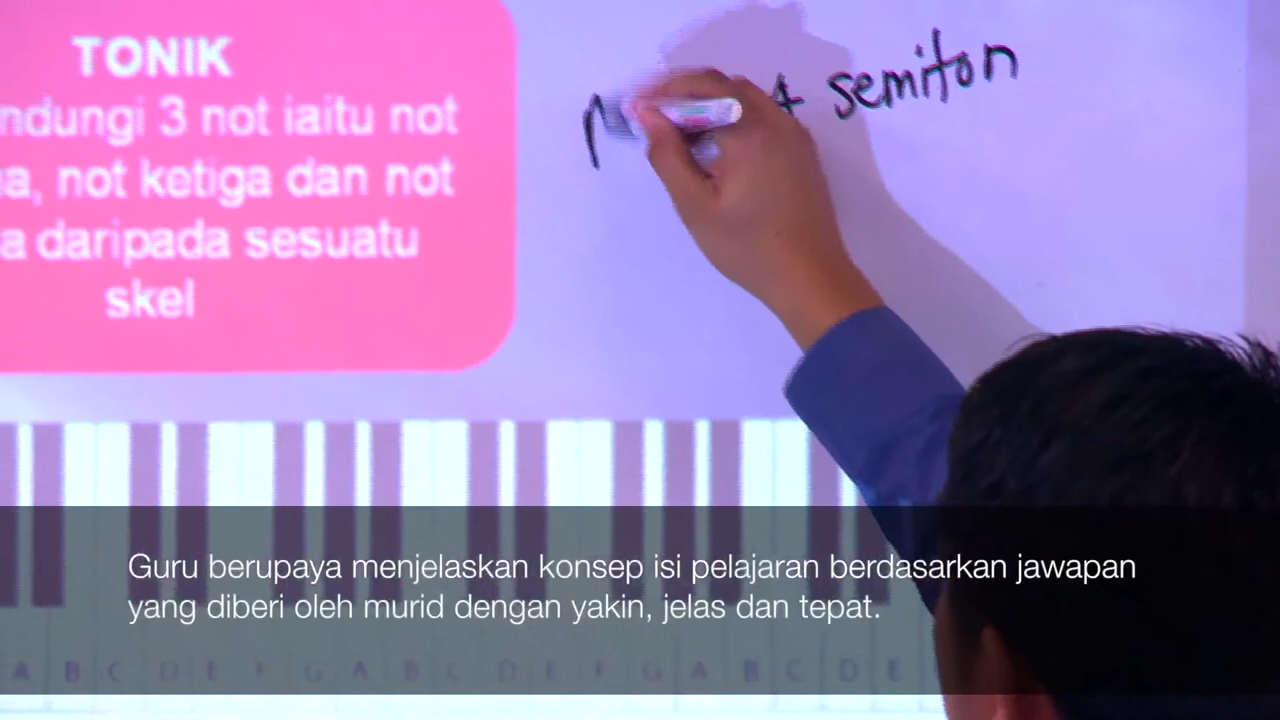 TONIK
ndungi 3 not iaitu not
a, not ketiga dan not
a daripada sesuatu
skel
4 semiton
Guru berupaya menjelaskan konsep isi pelajaran berdasarkan jawapan
yang diberi oleh murid dengan yakin, jelas dan tepat.
A B C D E F G A B C D E F G A B C D E